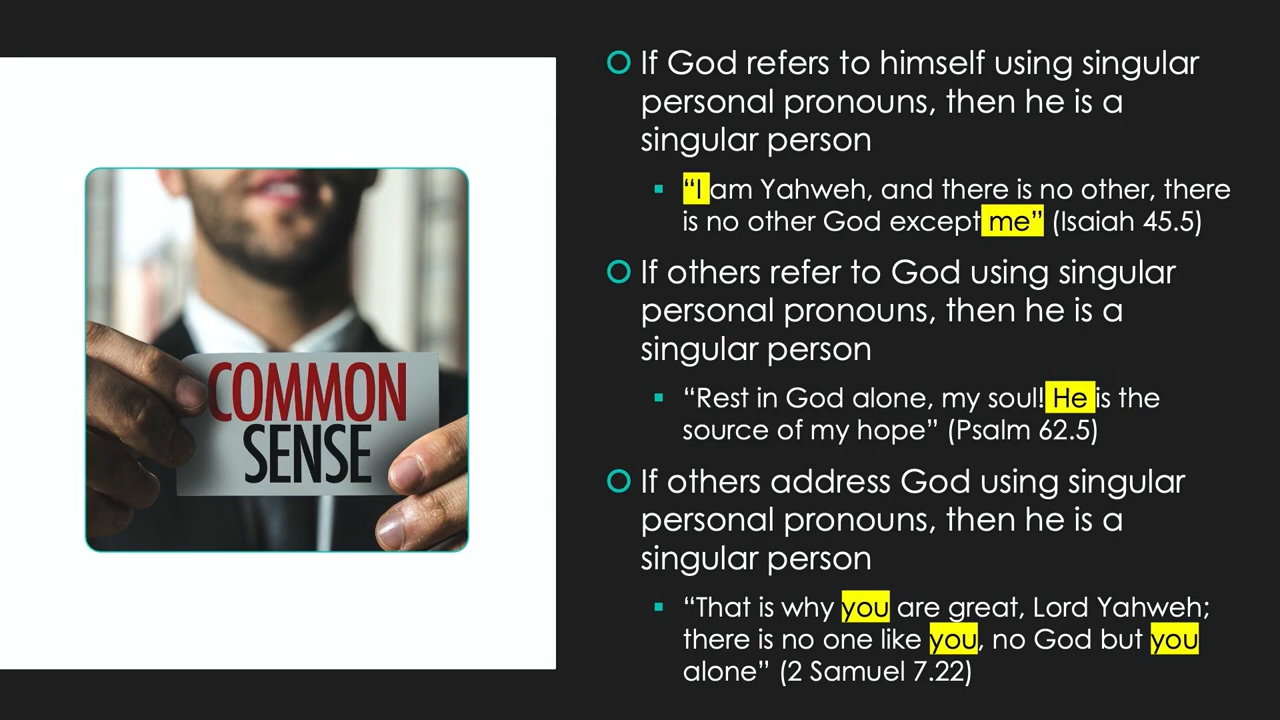 COMMON
SENSE
If God refers to himself using singular
personal pronouns, then he is a
singular person
“I am Yahweh, and there is no other, there
is no other God except me” (Isaiah 45.5)
If others refer to God using singular
personal pronouns, then he is a
singular person
“Rest in God alone, my soul! He is the
source of my hope” (Psalm 62.5)
If others address God using singular
personal pronouns, then he is a
singular person
“That is why you are great, Lord Yahweh;
there is no one like you, no God but you
alone” (2 Samuel 7.22)